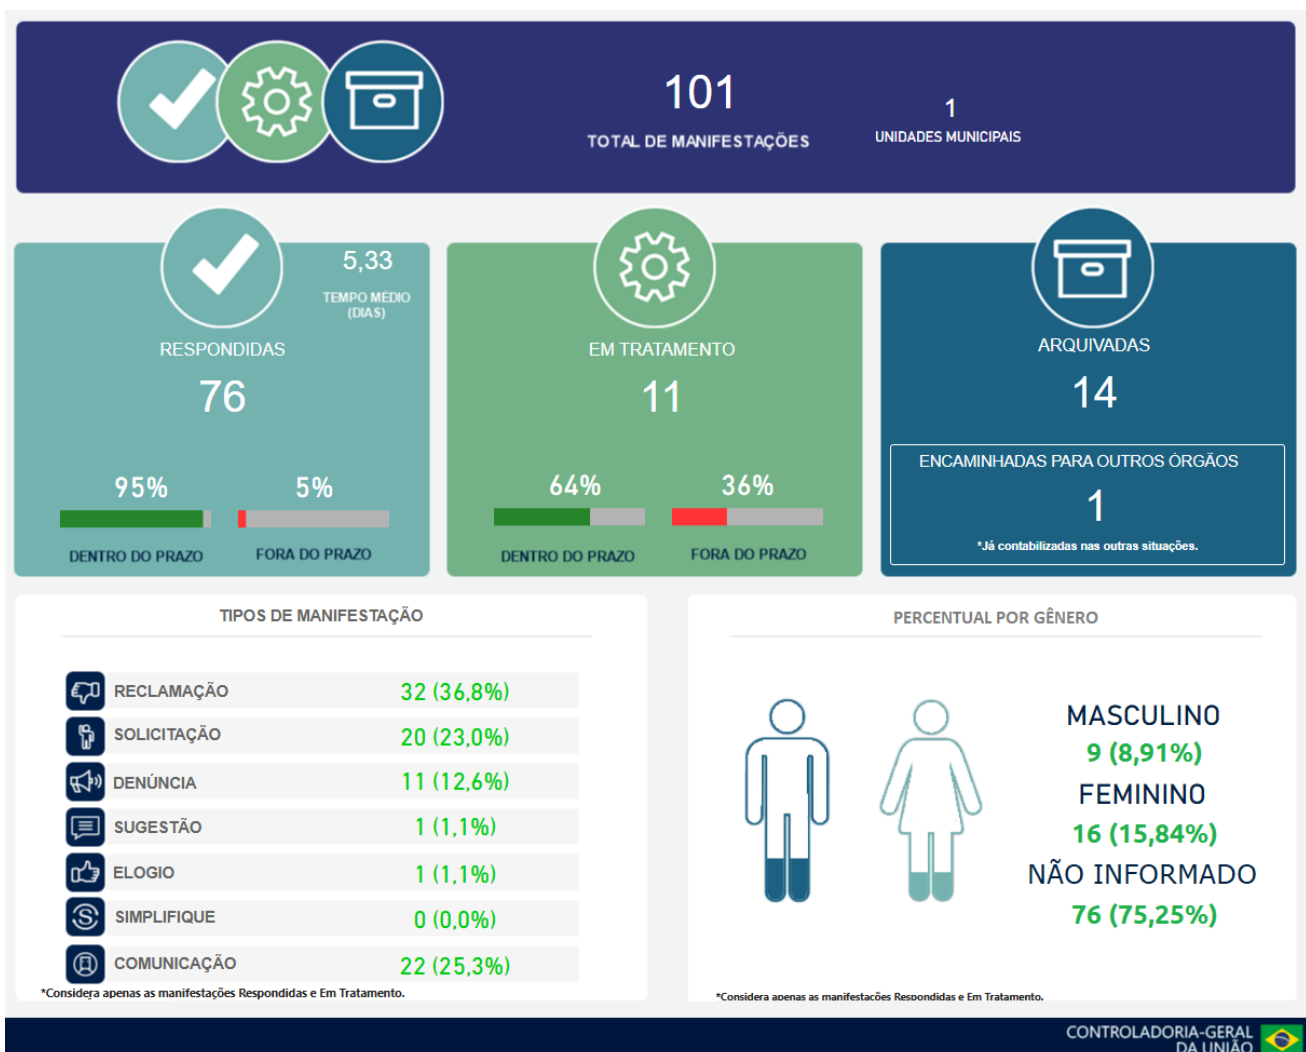 101
TOTAL DE MANIFESTAÇÕES
1
UNIDADES MUNICIPAIS
5,33
TEMPO MÉDIO
(DIAS)
RESPONDIDAS
76
95%
5%
DENTRO DO PRAZO
FORA DO PRAZO
EM TRATAMENTO
11
64%
36%
DENTRO DO PRAZO
FORA DO PRAZO
ARQUIVADAS
14
ENCAMINHADAS PARA OUTROS ÓRGÃOS
1
*Já contabilizadas nas outras situações.
TIPOS DE MANIFESTAÇÃO
RECLAMAÇÃO 32 (36,8%)
SOLICITAÇÃO 20 (23,0%)
DENÚNCIA 11 (12,6%)
SUGESTÃO 1 (1,1%)
ELOGIO 1 (1,1%)
SIMPLIFIQUE 0 (0,0%)
COMUNICAÇÃO 22 (25,3%)
*Considera apenas as manifestações Respondidas e Em Tratamento.
PERCENTUAL POR GÊNERO
MASCULINO
9 (8,91%)
FEMININO
16 (15,84%)
NÃO INFORMADO
76 (75,25%)
*Considera apenas as manifestações Respondidas e Em Tratamento.
CONTROLADORIA-GERAL
DA UNIÃO